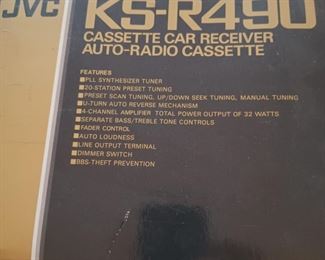 JVC
KS-R490
CASSETTE CAR RECEIVER
AUTO-RADIO CASSETTE
FEATURES
■PLL SYNTHESIZER TUNER
■20-STATION PRESET TUNING
■PRESET SCAN TUNING, UP/DOWN SEEK TUNING, MANUAL TUNING
■U-TURN AUTO REVERSE MECHANISM
■4-CHANNEL AMPLIFIER TOTAL POWER OUTPUT OF 32 WATTS
■SEPARATE BASS/TREBLE TONE CONTROLS
■FADER CONTROL
■AUTO LOUDNESS
■LINE OUTPUT TERMINAL
■DIMMER SWITCH
■BBS-THEFT PREVENTION